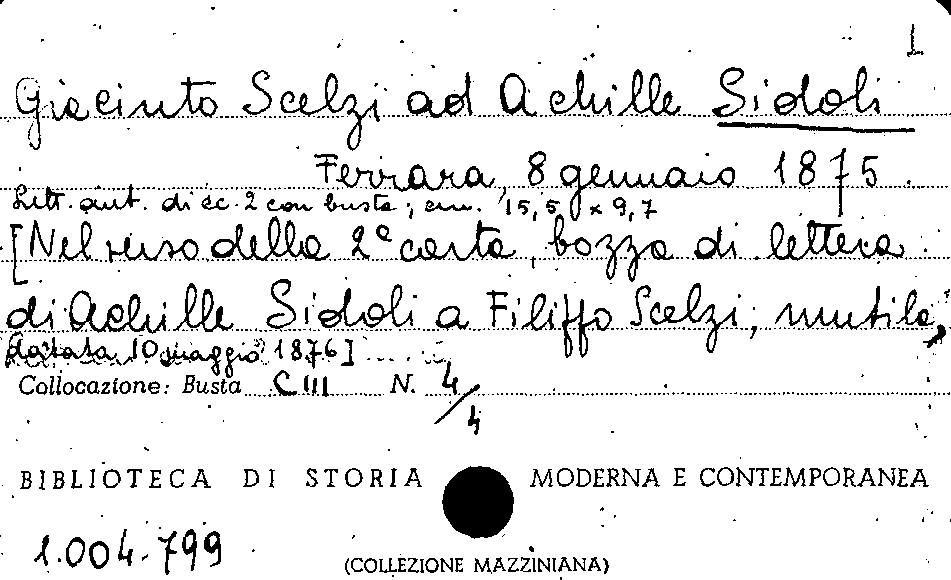 1
Giacinto Scelzi ad Achille Sidoli
Ferrara, 8 gennaio 1875.
Lett. aut. di cc. 2 con busta; cm. 15,5 x 9,7
[Nel verso della 2ª carta, bozza di lettera
di Achille Sidoli a Filippo Scelzi, mutila,
datata 10 maggio 1876]
Collocazione: Busta CIII N. 4/4
BIBLIOTECA DI STORIA MODERNA E CONTEMPORANEA
1.004.799
(COLLEZIONE MAZZINIANA)